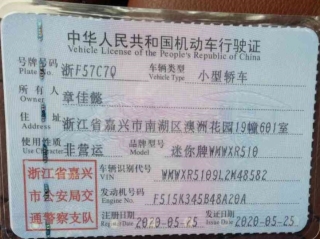 中华人民共和国机动车行驶证
Vehicle License of the People's Republic of China
号牌号码 浙F57C7Q 车辆类型 小型轿车
Plate No. Vehicle Type
所有人 章佳懿
Owner
住址 浙江省嘉兴市南湖区澳洲花园19幢601室
Address
使用性质 非营运 品牌型号 迷你牌WMWXR510
Use Character Model
浙江省嘉兴市公安局交通警察支队
车辆识别代号 WMWXR5109L2M48582
VIN
发动机号码 F515K345B48A20A
Engine No.
注册日期 2020-05-25 发证日期 2020-05-25
Register Date Issue Date